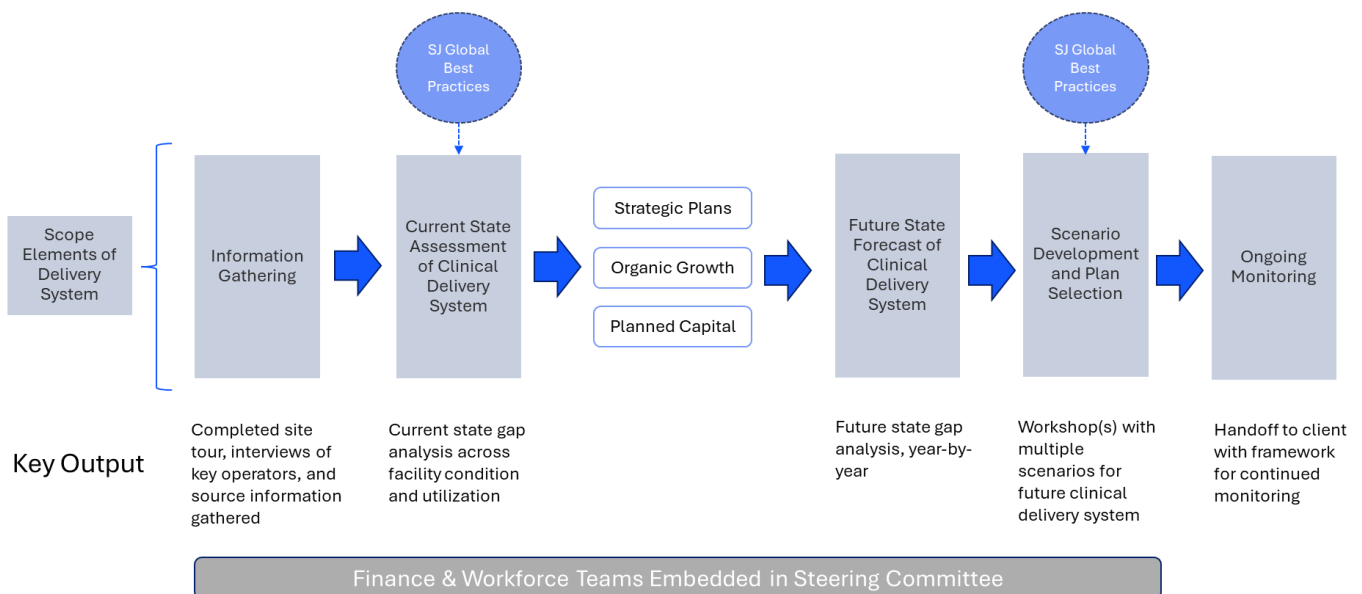 SJ Global
Best
Practices
SJ Global
Best
Practices
Scope
Elements of
Delivery
System
Information
Gathering
Current State
Assessment
of Clinical
Delivery
System
Strategic Plans
Organic Growth
Planned Capital
Future State
Forecast of
Clinical
Delivery
System
Scenario
Development
and Plan
Selection
Ongoing
Monitoring
Key Output
Completed site
tour, interviews of
key operators, and
source information
gathered
Current state gap
analysis across
facility condition
and utilization
Future state gap
analysis, year-by-
year
Workshop(s) with
multiple
scenarios for
future clinical
delivery system
Handoff to client
with framework
for continued
monitoring
Finance & Workforce Teams Embedded in Steering Committee